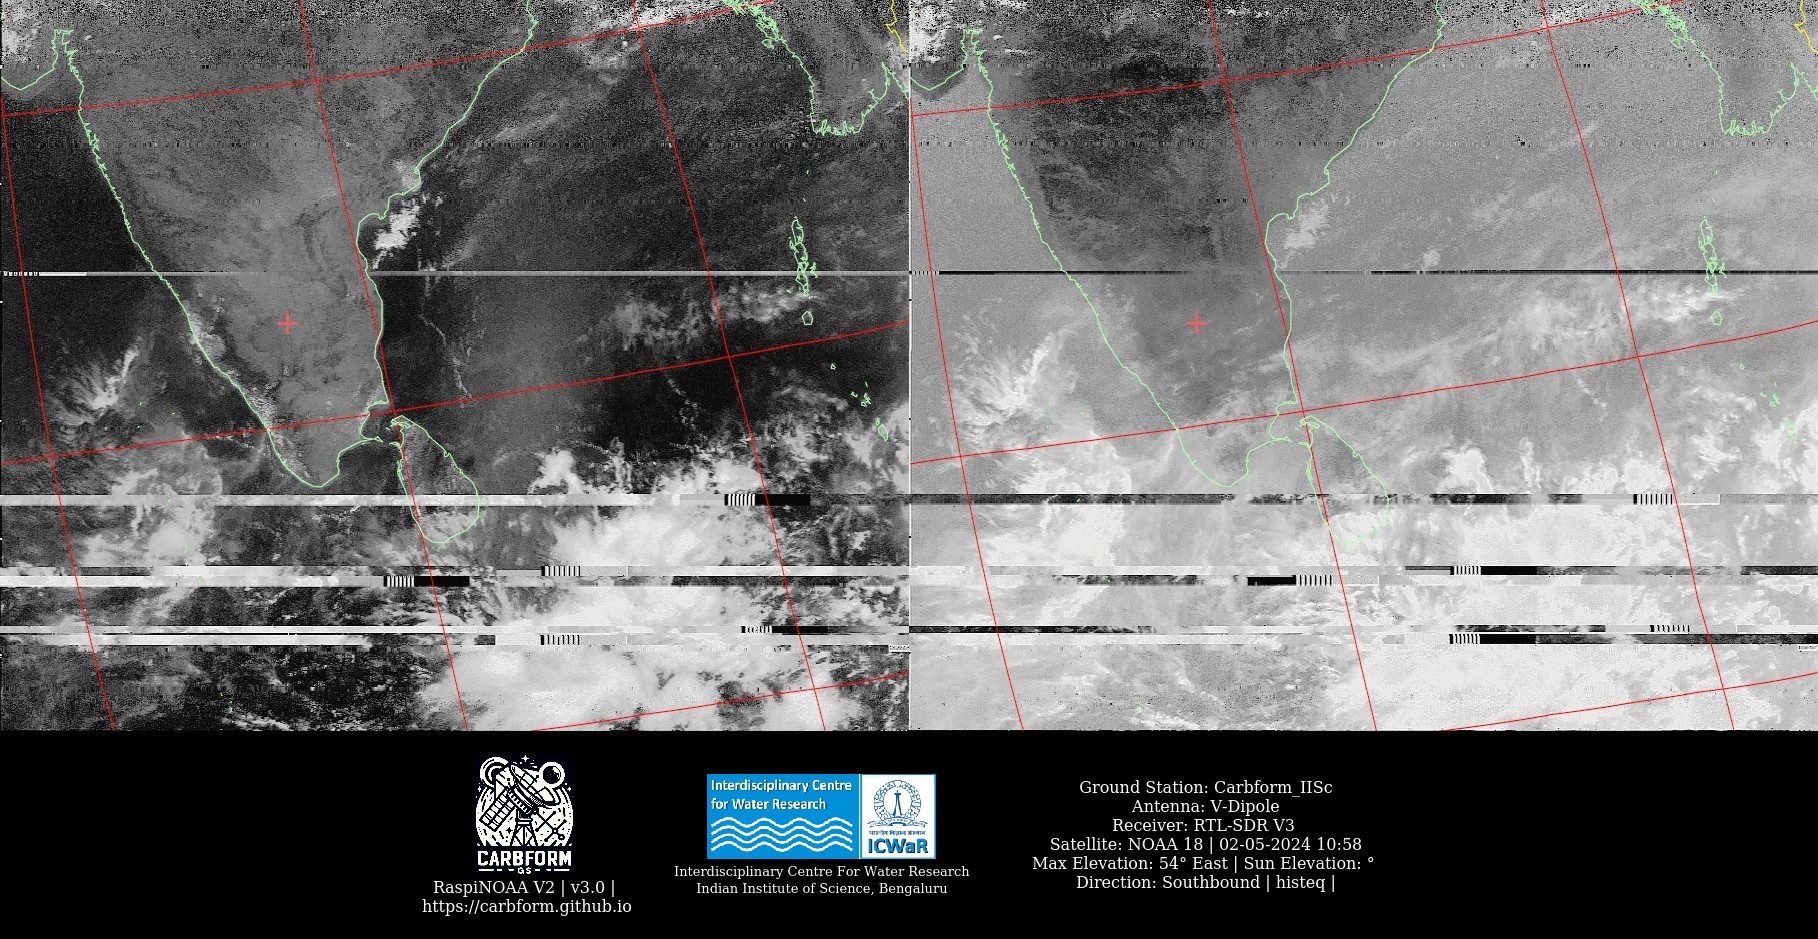 CARBFORM
GS
RaspiNOAA V2 | v3.0 |
https://carbform.github.io
Interdisciplinary Centre
for Water Research
भारतीय विज्ञान संस्थान
ICWaR
Interdisciplinary Centre For Water Research
Indian Institute of Science, Bengaluru
Ground Station: Carbform_IISc
Antenna: V-Dipole
Receiver: RTL-SDR V3
Satellite: NOAA 18 | 02-05-2024 10:58
Max Elevation: 54° East | Sun Elevation: °
Direction: Southbound | histeq |